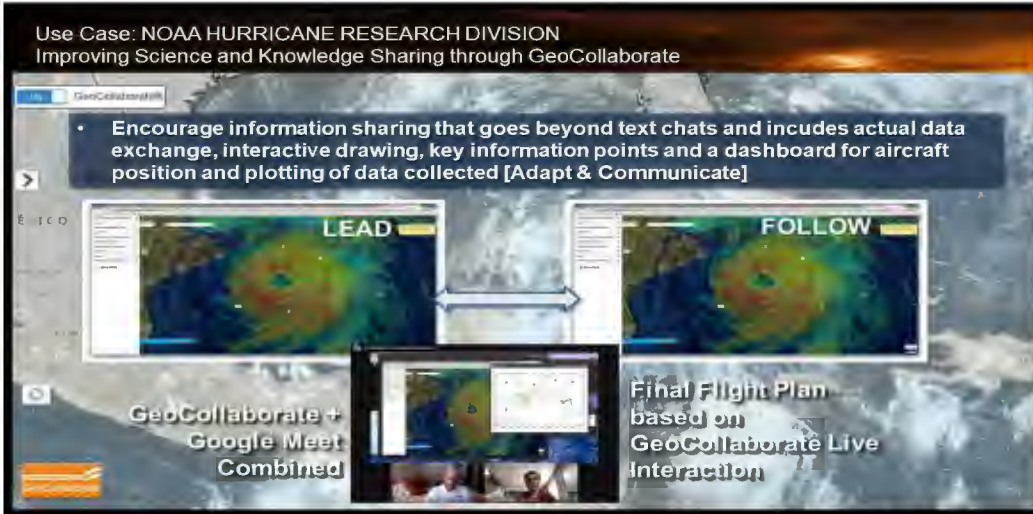 Use Case: NOAA HURRICANE RESEARCH DIVISION
Improving Science and Knowledge Sharing through GeoCollaborate
GeoCollaborate
• Encourage information sharing that goes beyond text chats and incudes actual data
exchange, interactive drawing, key information points and a dashboard for aircraft
position and plotting of data collected [Adapt & Communicate]
LEAD
FOLLOW
GeoCollaborate +
Google Meet
Combined
Final Flight Plan
based on
GeoCollaborate Live
Interaction